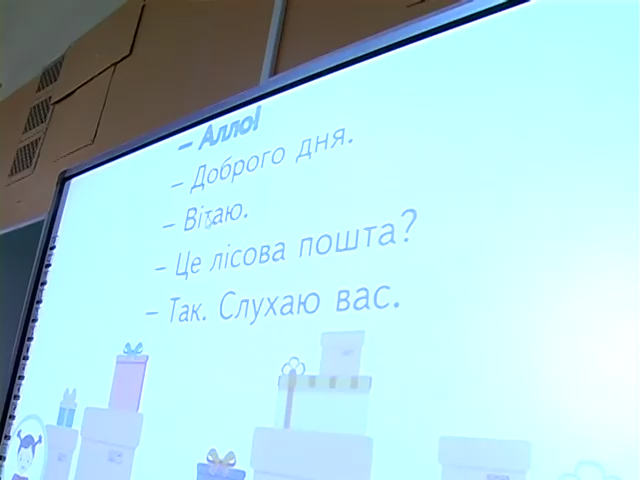 – Алло!
– Доброго дня.
– Вітаю.
– Це лісова пошта?
– Так. Слухаю вас.